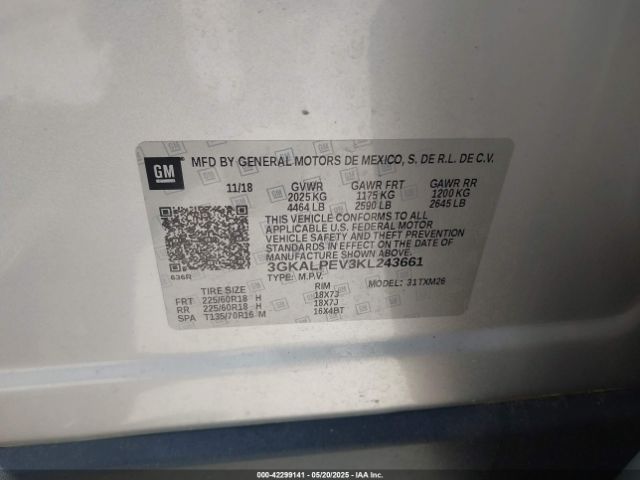 GM
MFD BY GENERAL MOTORS DE MEXICO, S. DE R.L. DE C.V.
11/18 GVWR GAWR FRT GAWR RR
2025 KG 1175 KG 1200 KG
4464 LB 2590 LB 2645 LB
THIS VEHICLE CONFORMS TO ALL
APPLICABLE U.S. FEDERAL MOTOR
VEHICLE SAFETY AND THEFT PREVENTION
STANDARDS IN EFFECT ON THE DATE OF
MANUFACTURE SHOWN ABOVE.
3GKALPEV3KL243661
636R
TYPE: M.P.V. MODEL: 31TXM26
TIRE SIZE RIM
FRT 225/60R18 H 18X7J
RR 225/60R18 H 18X7J
SPA T135/70R16 M 16X4BT
000-42299141 — 05/20/2025 — IAA Inc.